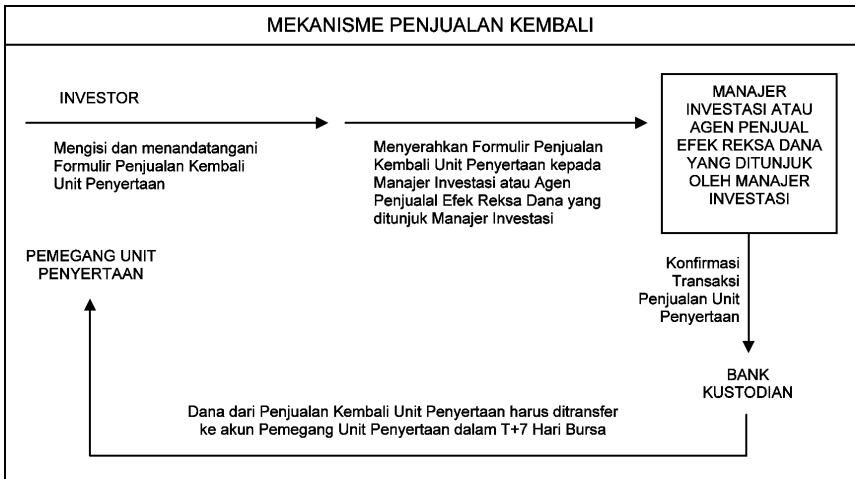 MEKANISME PENJUALAN KEMBALI
INVESTOR
Mengisi dan menandatangani
Formulir Penjualan Kembali
Unit Penyertaan
Menyerahkan Formulir Penjualan
Kembali Unit Penyertaan kepada
Manajer Investasi atau Agen
Penjualal Efek Reksa Dana yang
ditunjuk Manajer Investasi
MANAJER
INVESTASI ATAU
AGEN PENJUAL
EFEK REKSA DANA
YANG DITUNJUK
OLEH MANAJER
INVESTASI
PEMEGANG UNIT
PENYERTAAN
Konfirmasi
Transaksi
Penjualan Unit
Penyertaan
BANK
KUSTODIAN
Dana dari Penjualan Kembali Unit Penyertaan harus ditransfer
ke akun Pemegang Unit Penyertaan dalam T+7 Hari Bursa